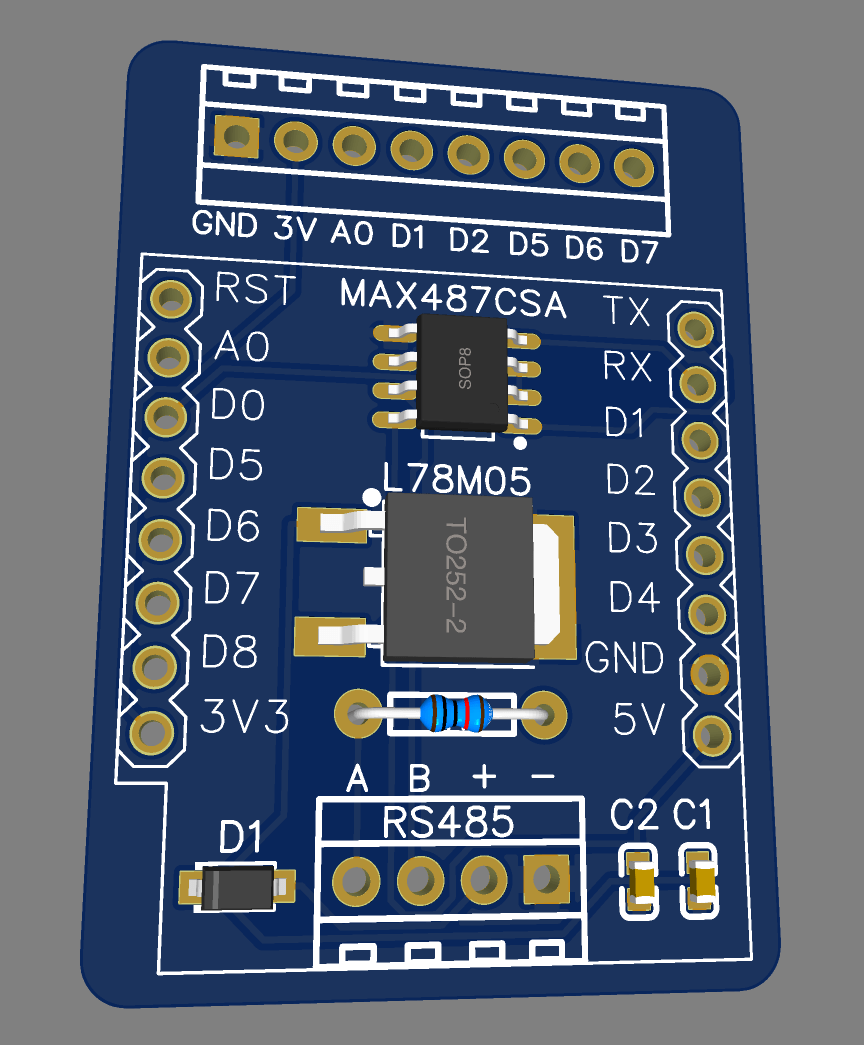 GND 3V A0 D1 D2 D5 D6 D7
RST
A0
D0
D5
D6
D7
D8
3V3
MAX487CSA
SOP8
L78M05
TO252-2
TX
RX
D1
D2
D3
D4
GND
5V
A B + −
RS485
D1
C2 C1